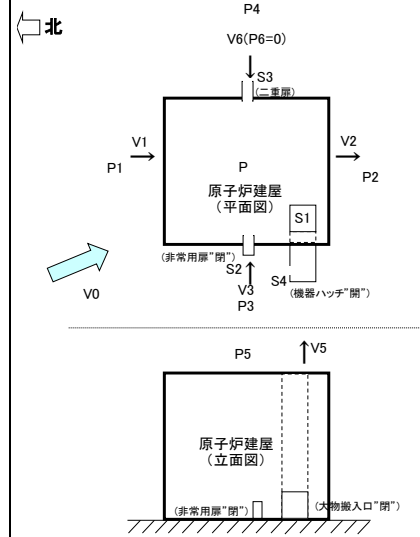 北
P4
V6(P6=0)
S3
(二重扉)
V1
V2
P1
P
P2
原子炉建屋
(平面図)
S1
(非常用扉"閉")
S2
S4
V3
(機器ハッチ"開")
V0
P3
P5
V5
原子炉建屋
(立面図)
(非常用扉"閉")
(大物搬入口"閉")